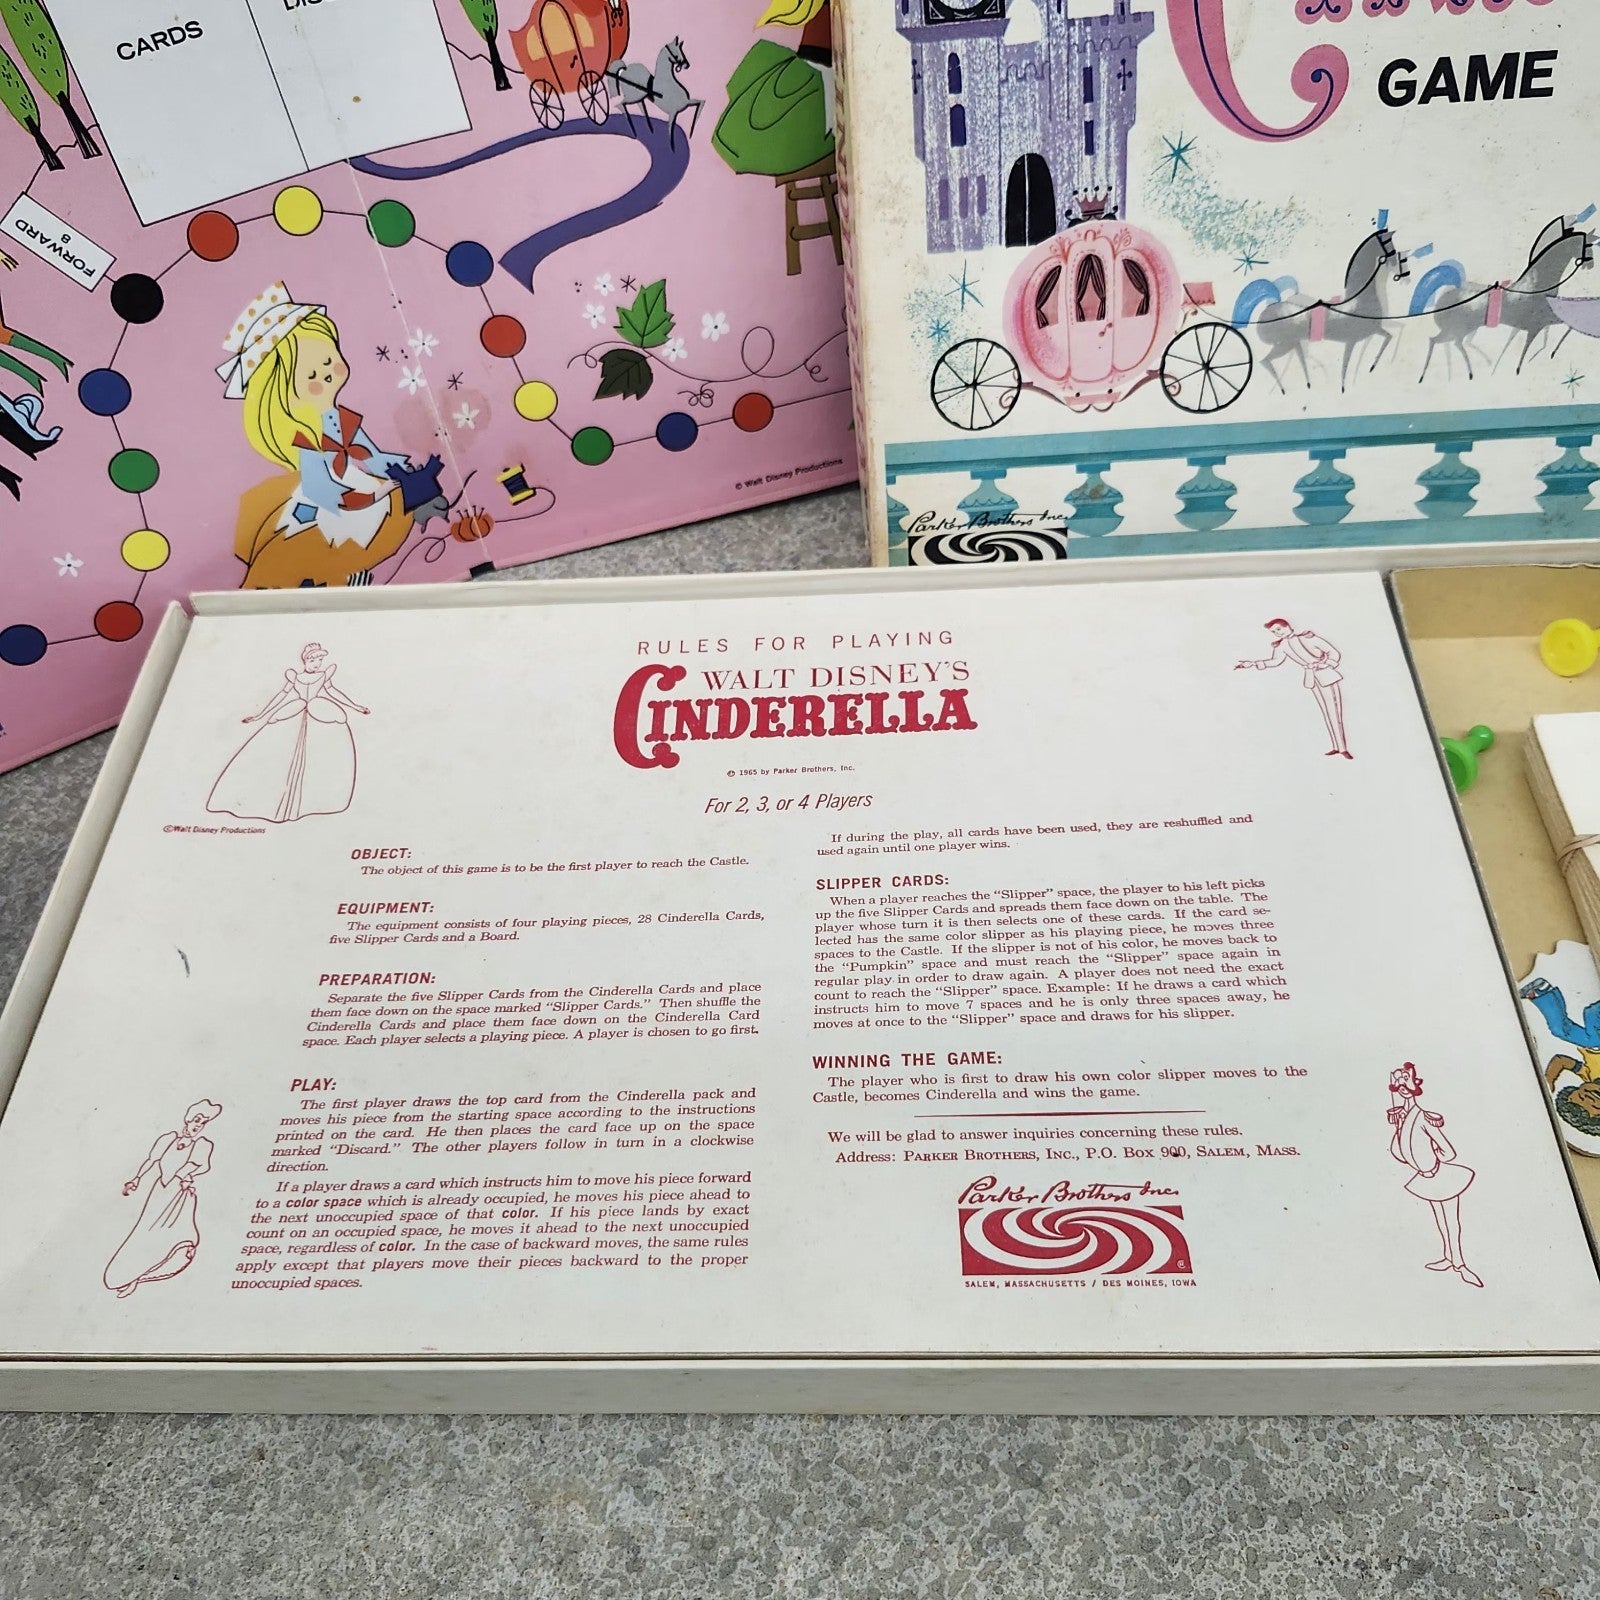 CARDS
FORWARD
8
© Walt Disney Productions
GAME
Parker Brothers Inc.
RULES FOR PLAYING
WALT DISNEY'S
CINDERELLA
© 1965 by Parker Brothers, Inc.
For 2, 3, or 4 Players
©Walt Disney Productions
OBJECT:
The object of this game is to be the first player to reach the Castle.
EQUIPMENT:
The equipment consists of four playing pieces, 28 Cinderella Cards,
five Slipper Cards and a Board.
PREPARATION:
Separate the five Slipper Cards from the Cinderella Cards and place
them face down on the space marked "Slipper Cards." Then shuffle the
Cinderella Cards and place them face down on the Cinderella Card
space. Each player selects a playing piece. A player is chosen to go first.
PLAY:
The first player draws the top card from the Cinderella pack and
moves his piece from the starting space according to the instructions
printed on the card. He then places the card face up on the space
marked "Discard." The other players follow in turn in a clockwise
direction.
If a player draws a card which instructs him to move his piece forward
to a color space which is already occupied, he moves his piece ahead to
the next unoccupied space of that color. If his piece lands by exact
count on an occupied space, he moves it ahead to the next unoccupied
space, regardless of color. In the case of backward moves, the same rules
apply except that players move their pieces backward to the proper
unoccupied spaces.
If during the play, all cards have been used, they are reshuffled and
used again until one player wins.
SLIPPER CARDS:
When a player reaches the "Slipper" space, the player to his left picks
up the five Slipper Cards and spreads them face down on the table. The
player whose turn it is then selects one of these cards. If the card se-
lected has the same color slipper as his playing piece, he moves three
spaces to the Castle. If the slipper is not of his color, he moves back to
the "Pumpkin" space and must reach the "Slipper" space again in
regular play in order to draw again. A player does not need the exact
count to reach the "Slipper" space. Example: If he draws a card which
instructs him to move 7 spaces and he is only three spaces away, he
moves at once to the "Slipper" space and draws for his slipper.
WINNING THE GAME:
The player who is first to draw his own color slipper moves to the
Castle, becomes Cinderella and wins the game.
We will be glad to answer inquiries concerning these rules.
Address: PARKER BROTHERS, INC., P.O. BOX 900, SALEM, MASS.
Parker Brothers Inc.
SALEM, MASSACHUSETTS / DES MOINES, IOWA